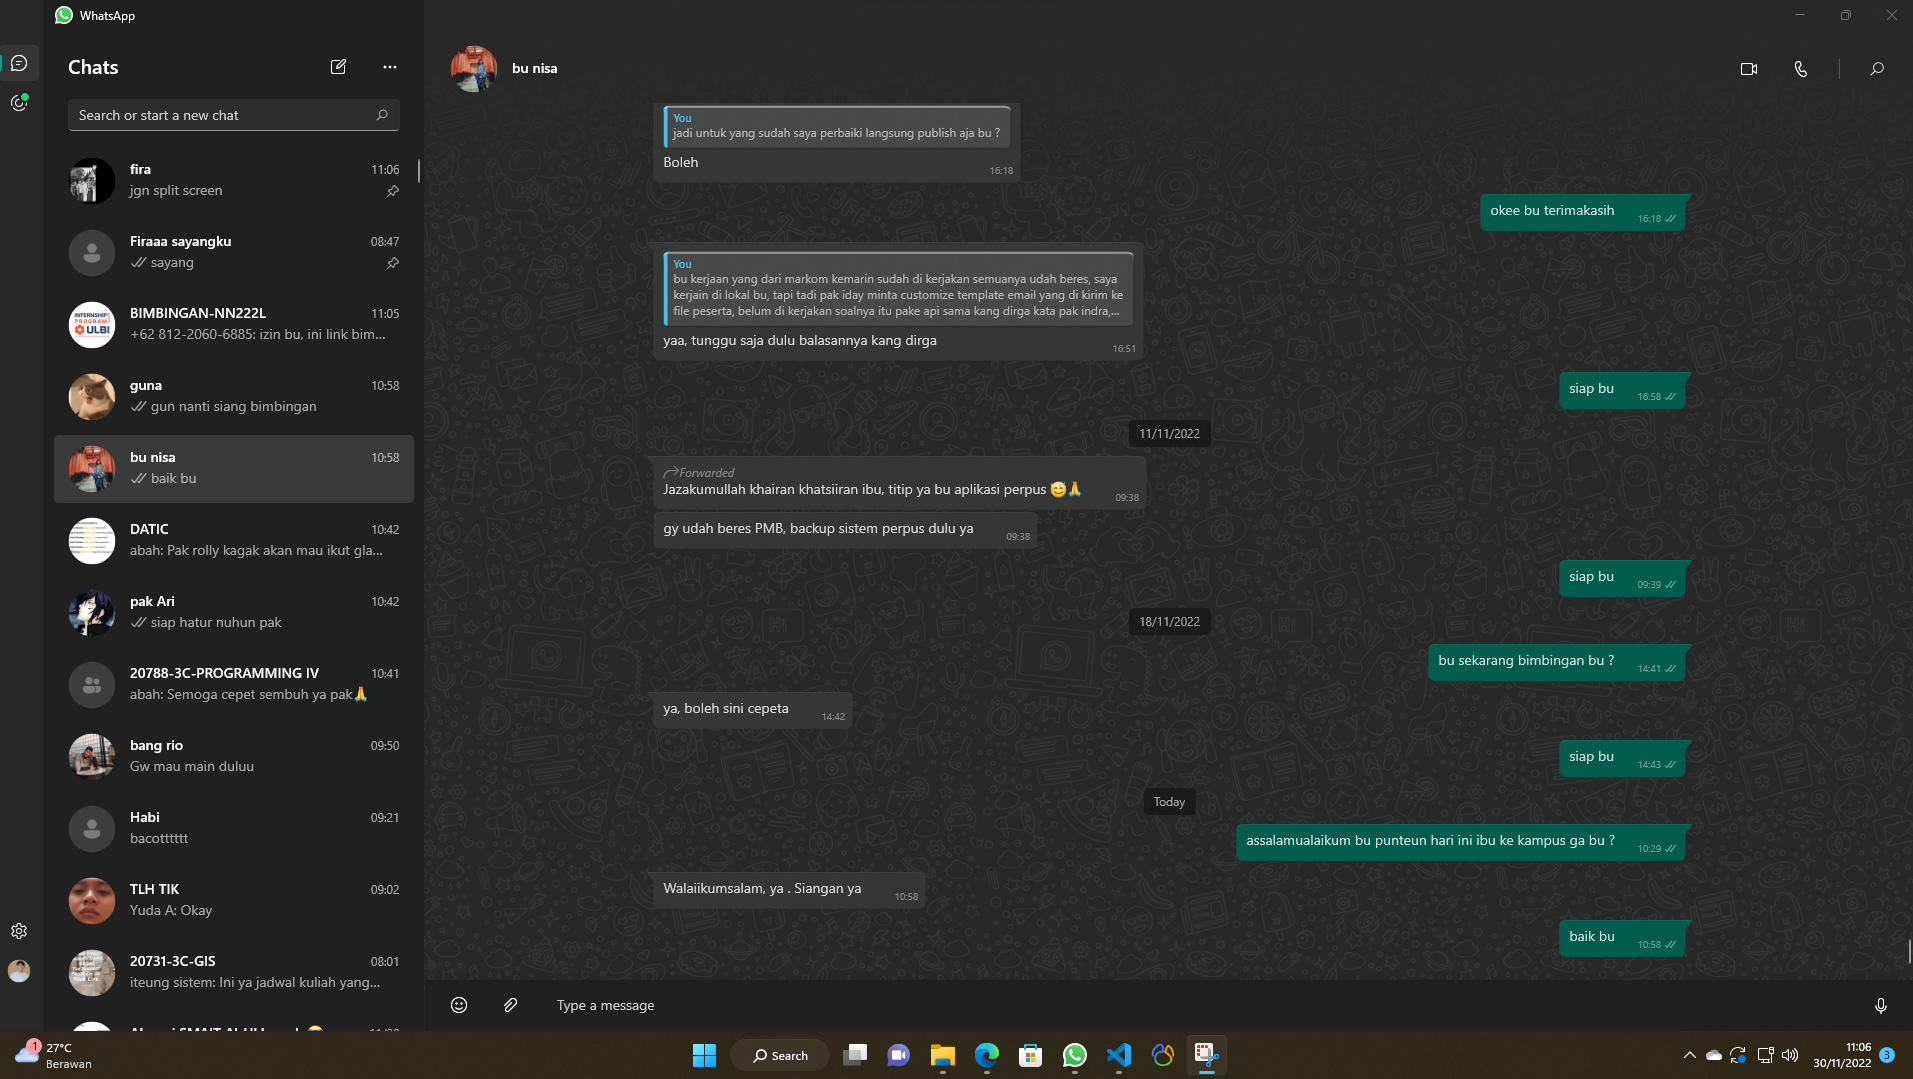 WhatsApp
Chats
Search or start a new chat
fira
11:06
jgn split screen
Firaaa sayangku
08:47
sayang
BIMBINGAN-NN222L
11:05
+62 812-2060-6885: izin bu, ini link bim...
INTERNSHIP
PROGRAM
ULBI
guna
10:58
gun nanti siang bimbingan
bu nisa
10:58
baik bu
DATIC
10:42
abah: Pak rolly kagak akan mau ikut gla...
pak Ari
10:42
siap hatur nuhun pak
20788-3C-PROGRAMMING IV
10:41
abah: Semoga cepet sembuh ya pak🙏
bang rio
09:50
Gw mau main duluu
Habi
09:21
bacotttttt
TLH TIK
09:02
Yuda A: Okay
20731-3C-GIS
08:01
iteung sistem: Ini ya jadwal kuliah yang...
bu nisa
You
jadi untuk yang sudah saya perbaiki langsung publish aja bu ?
Boleh
16:18
okee bu terimakasih
16:18
You
bu kerjaan yang dari markom kemarin sudah di kerjakan semuanya udah beres, saya
kerjain di lokal bu, tapi tadi pak iday minta customize template email yang di kirim ke
file peserta, belum di kerjakan soalnya itu pake api sama kang dirga kata pak indra,...
yaa, tunggu saja dulu balasannya kang dirga
16:51
siap bu
16:58
11/11/2022
Forwarded
Jazakumullah khairan khatsiiran ibu, titip ya bu aplikasi perpus 😅🙏
09:38
gy udah beres PMB, backup sistem perpus dulu ya
09:38
siap bu
09:39
18/11/2022
bu sekarang bimbingan bu ?
14:41
ya, boleh sini cepeta
14:42
siap bu
14:43
Today
assalamualaikum bu punteun hari ini ibu ke kampus ga bu ?
10:29
Walaiikumsalam, ya . Siangan ya
10:58
baik bu
10:58
Type a message
1
27°C
Berawan
Search
11:06
30/11/2022
3